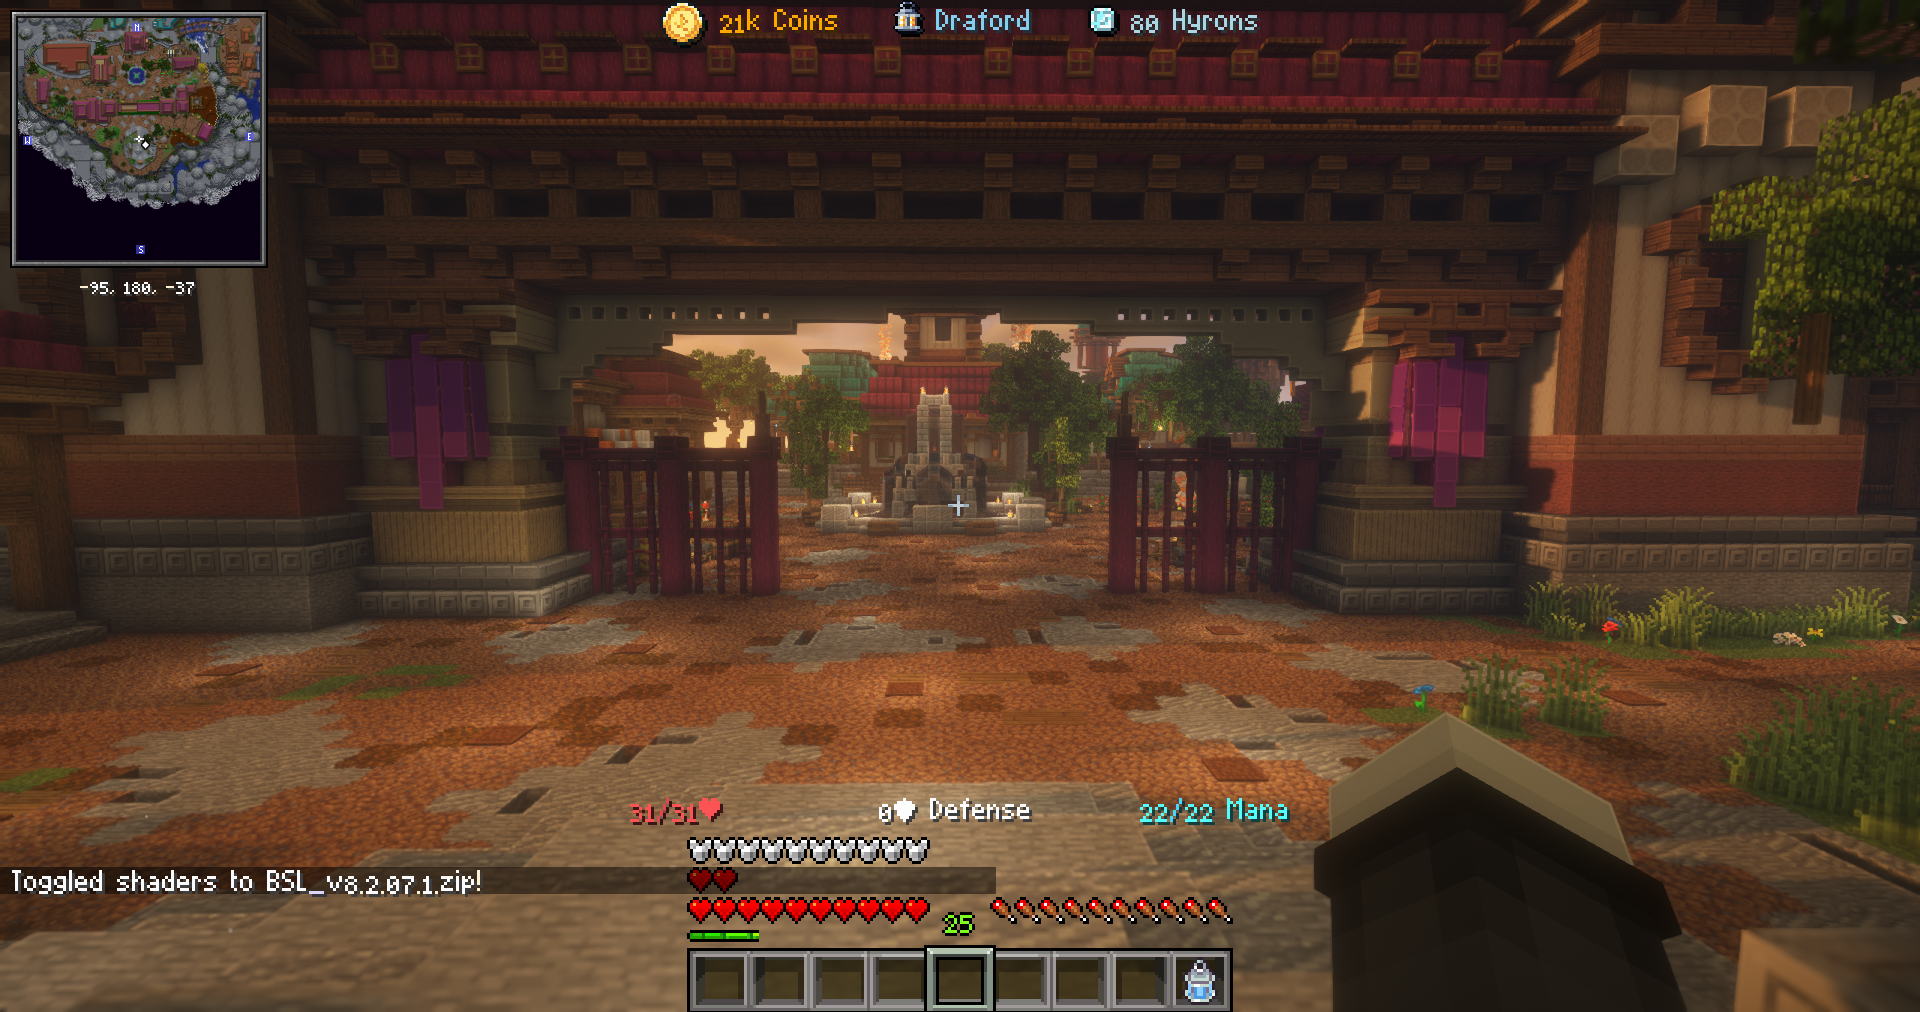 21k Coins
Draford
80 Hyrons
N
W
E
S
-95, 180, -37
31/31
0 Defense
22/22 Mana
Toggled shaders to BSL_v8.2.07.1.zip!
25